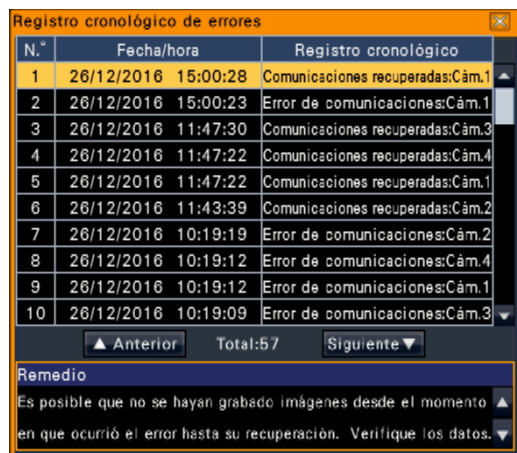 Registro cronológico de errores
N.° Fecha/hora Registro cronológico
1 26/12/2016 15:00:28 Comunicaciones recuperadas:Cám.1
2 26/12/2016 15:00:23 Error de comunicaciones:Cám.1
3 26/12/2016 11:47:30 Comunicaciones recuperadas:Cám.3
4 26/12/2016 11:47:22 Comunicaciones recuperadas:Cám.4
5 26/12/2016 11:47:22 Comunicaciones recuperadas:Cám.1
6 26/12/2016 11:43:39 Comunicaciones recuperadas:Cám.2
7 26/12/2016 10:19:19 Error de comunicaciones:Cám.2
8 26/12/2016 10:19:12 Error de comunicaciones:Cám.4
9 26/12/2016 10:19:12 Error de comunicaciones:Cám.1
10 26/12/2016 10:19:09 Error de comunicaciones:Cám.3
▲ Anterior Total:57 Siguiente▼
Remedio
Es posible que no se hayan grabado imágenes desde el momento
en que ocurrió el error hasta su recuperación. Verifique los datos.